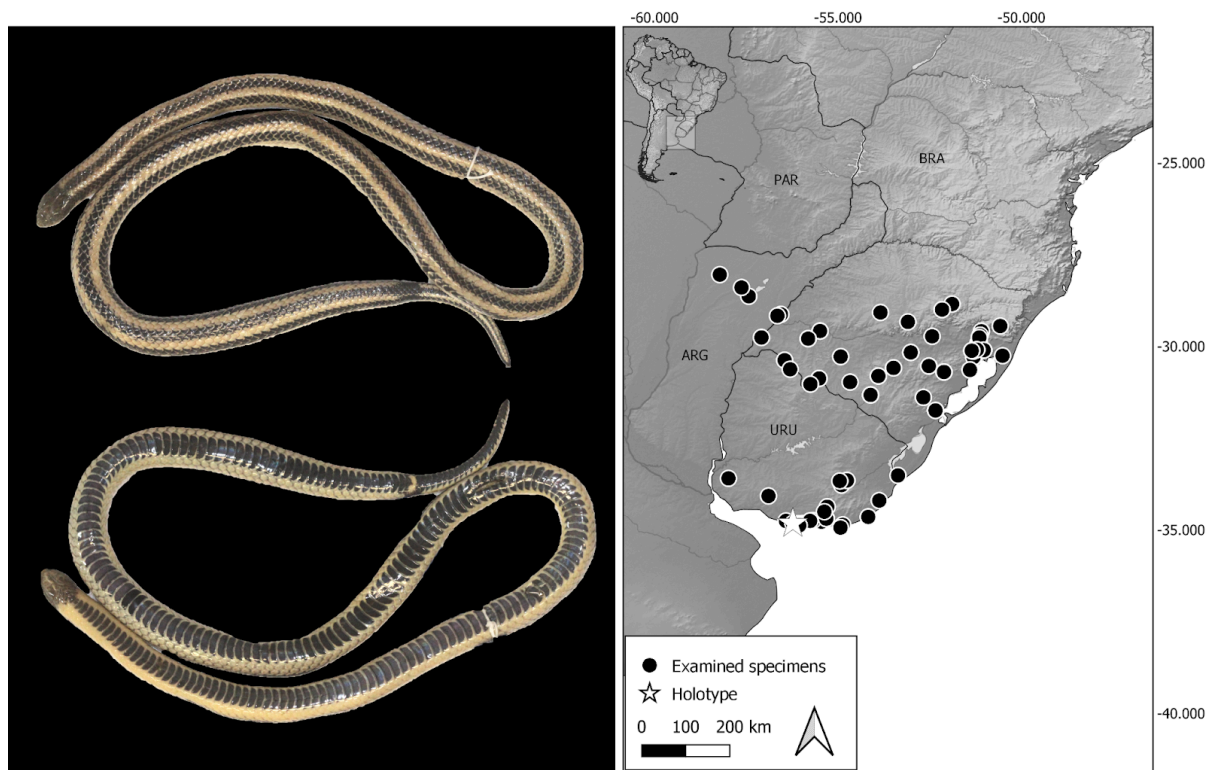 -60.000 -55.000 -50.000
-25.000
BRA
PAR
ARG
-30.000
URU
-35.000
Examined specimens
Holotype
0 100 200 km
-40.000